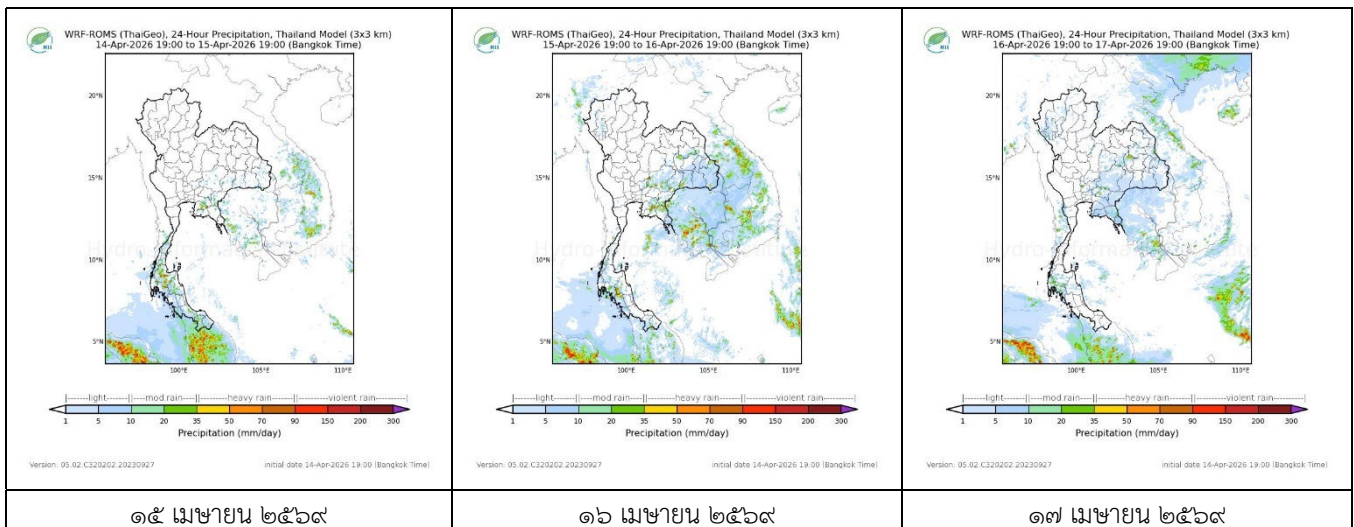 WRF-ROMS (ThaiGeo), 24-Hour Precipitation, Thailand Model (3x3 km)
14-Apr-2026 19:00 to 15-Apr-2026 19:00 (Bangkok Time)
20°N
15°N
10°N
5°N
100°E
105°E
110°E
|-------light-------||----mod rain----||-------heavy rain-------||-------violent rain-------|
1 5 10 20 35 50 70 90 150 200 300
Precipitation (mm/day)
Version: 05.02.C320202.20230927
initial date 14-Apr-2026 19:00 (Bangkok Time)
๑๕ เมษายน ๒๕๖๙
WRF-ROMS (ThaiGeo), 24-Hour Precipitation, Thailand Model (3x3 km)
15-Apr-2026 19:00 to 16-Apr-2026 19:00 (Bangkok Time)
20°N
15°N
10°N
5°N
100°E
105°E
110°E
|-------light-------||----mod rain----||-------heavy rain-------||-------violent rain-------|
1 5 10 20 35 50 70 90 150 200 300
Precipitation (mm/day)
Version: 05.02.C320202.20230927
initial date 14-Apr-2026 19:00 (Bangkok Time)
๑๖ เมษายน ๒๕๖๙
WRF-ROMS (ThaiGeo), 24-Hour Precipitation, Thailand Model (3x3 km)
16-Apr-2026 19:00 to 17-Apr-2026 19:00 (Bangkok Time)
20°N
15°N
10°N
5°N
100°E
105°E
110°E
|-------light-------||----mod rain----||-------heavy rain-------||-------violent rain-------|
1 5 10 20 35 50 70 90 150 200 300
Precipitation (mm/day)
Version: 05.02.C320202.20230927
initial date 14-Apr-2026 19:00 (Bangkok Time)
๑๗ เมษายน ๒๕๖๙